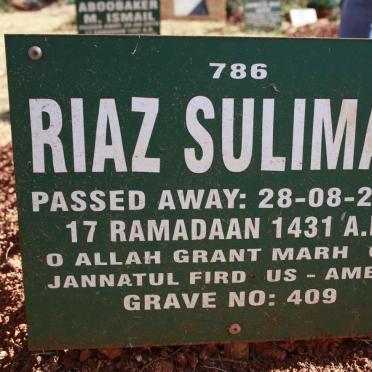 ABOOBAKER
M. ISMAIL
786
RIAZ SULIMA
PASSED AWAY: 28-08-2
17 RAMADAAN 1431 A.
O ALLAH GRANT MARH
JANNATUL FIRD US - AME
GRAVE NO: 409